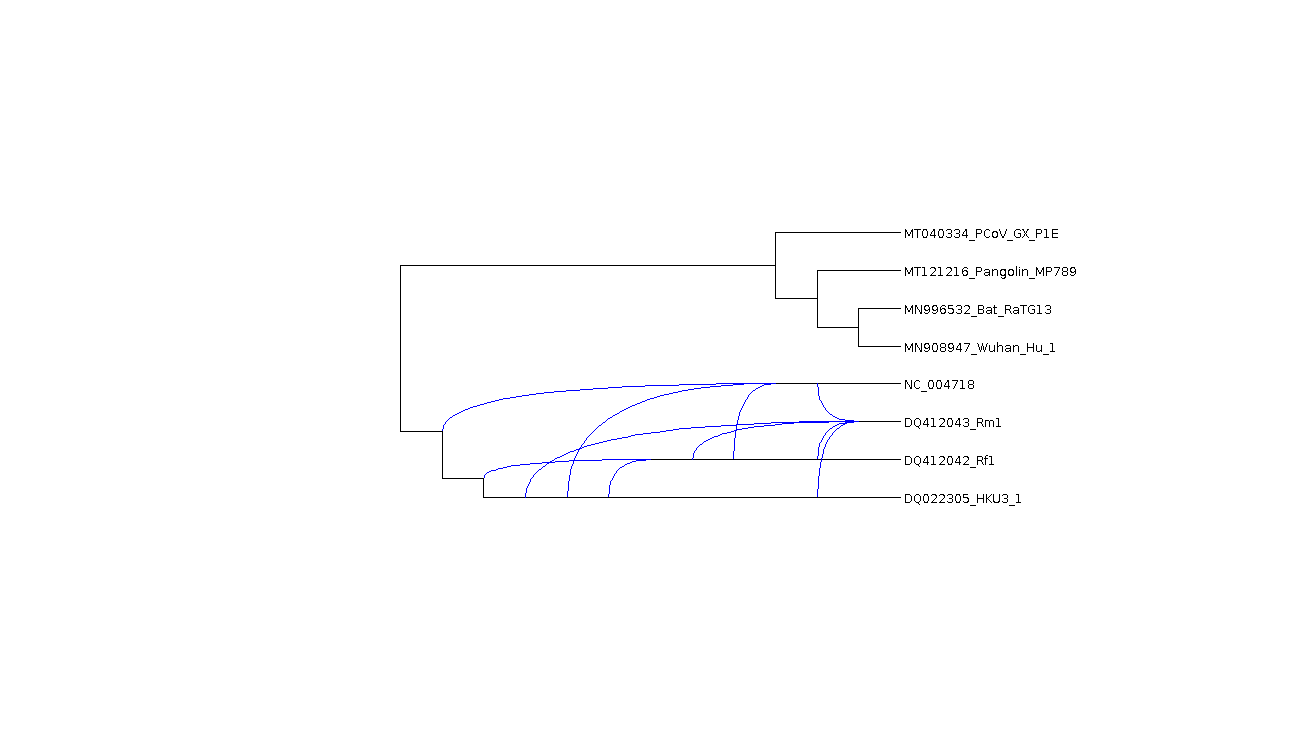 MT040334_PCoV_GX_P1E
MT121216_Pangolin_MP789
MN996532_Bat_RaTG13
MN908947_Wuhan_Hu_1
NC_004718
DQ412043_Rm1
DQ412042_Rf1
DQ022305_HKU3_1